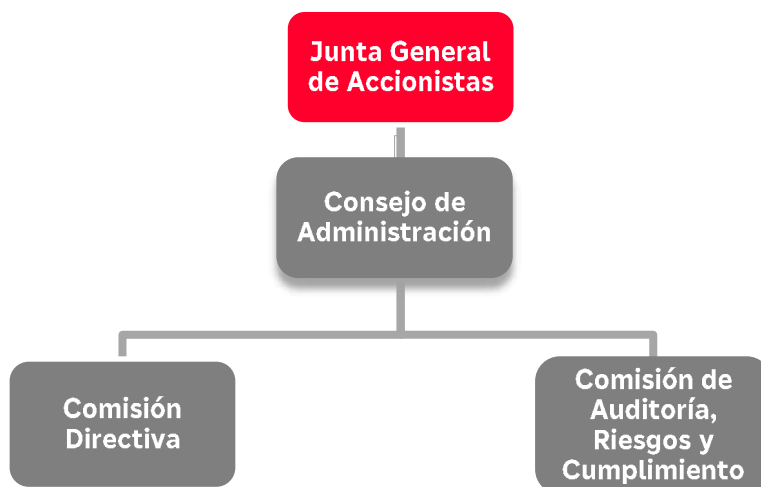 Junta General
de Accionistas
Consejo de
Administración
Comisión
Directiva
Comisión de
Auditoría,
Riesgos y
Cumplimiento